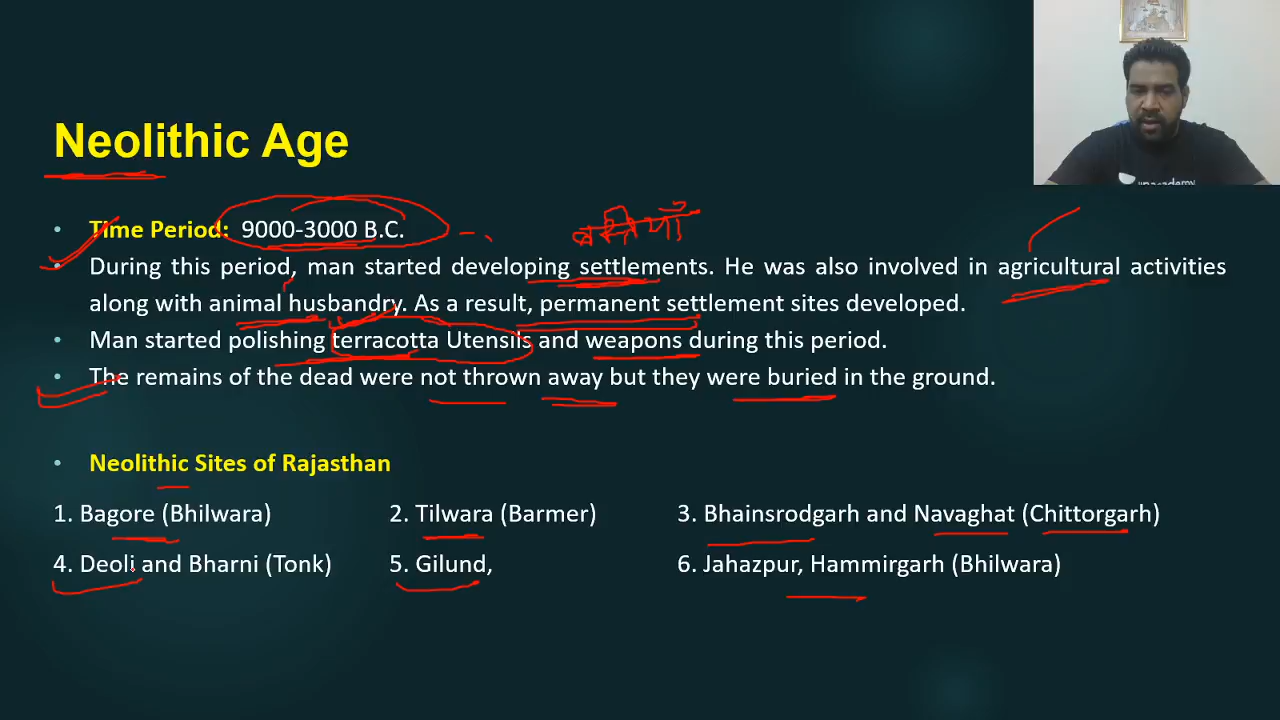 Neolithic Age
• Time Period: 9000-3000 B.C.
बस्तियाँ
• During this period, man started developing settlements. He was also involved in agricultural activities
along with animal husbandry. As a result, permanent settlement sites developed.
• Man started polishing terracotta Utensils and weapons during this period.
• The remains of the dead were not thrown away but they were buried in the ground.
• Neolithic Sites of Rajasthan
1. Bagore (Bhilwara) 2. Tilwara (Barmer) 3. Bhainsrodgarh and Navaghat (Chittorgarh)
4. Deoli and Bharni (Tonk) 5. Gilund, 6. Jahazpur, Hammirgarh (Bhilwara)
unacademy